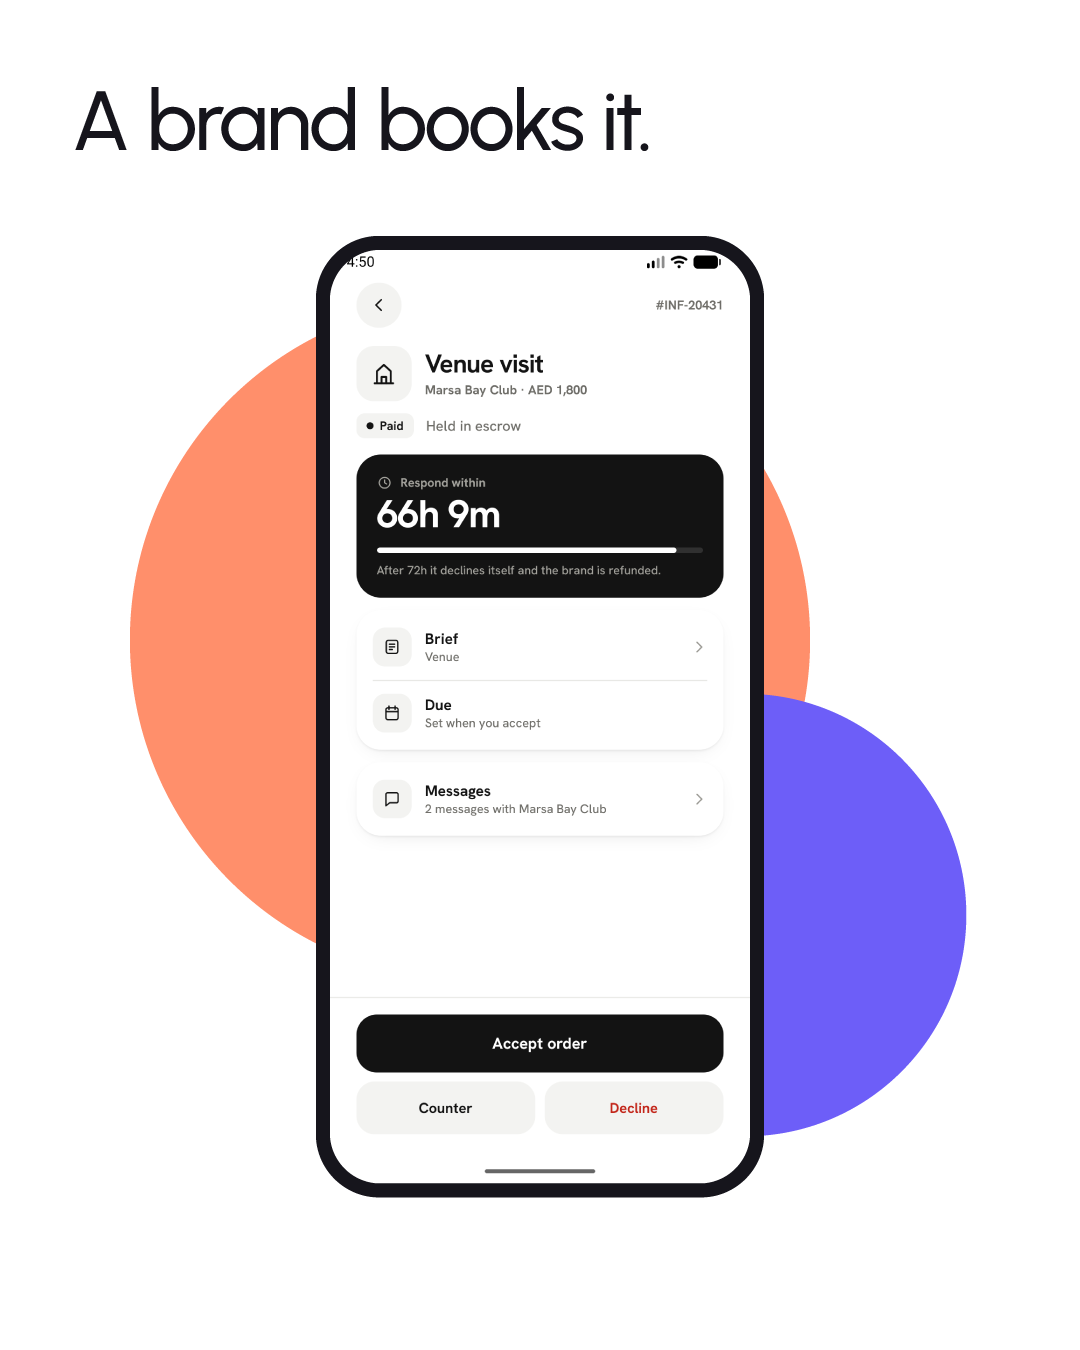 A brand books it.
4:50
#INF-20431
Venue visit
Marsa Bay Club · AED 1,800
Paid
Held in escrow
Respond within
66h 9m
After 72h it declines itself and the brand is refunded.
Brief
Venue
Due
Set when you accept
Messages
2 messages with Marsa Bay Club
Accept order
Counter
Decline